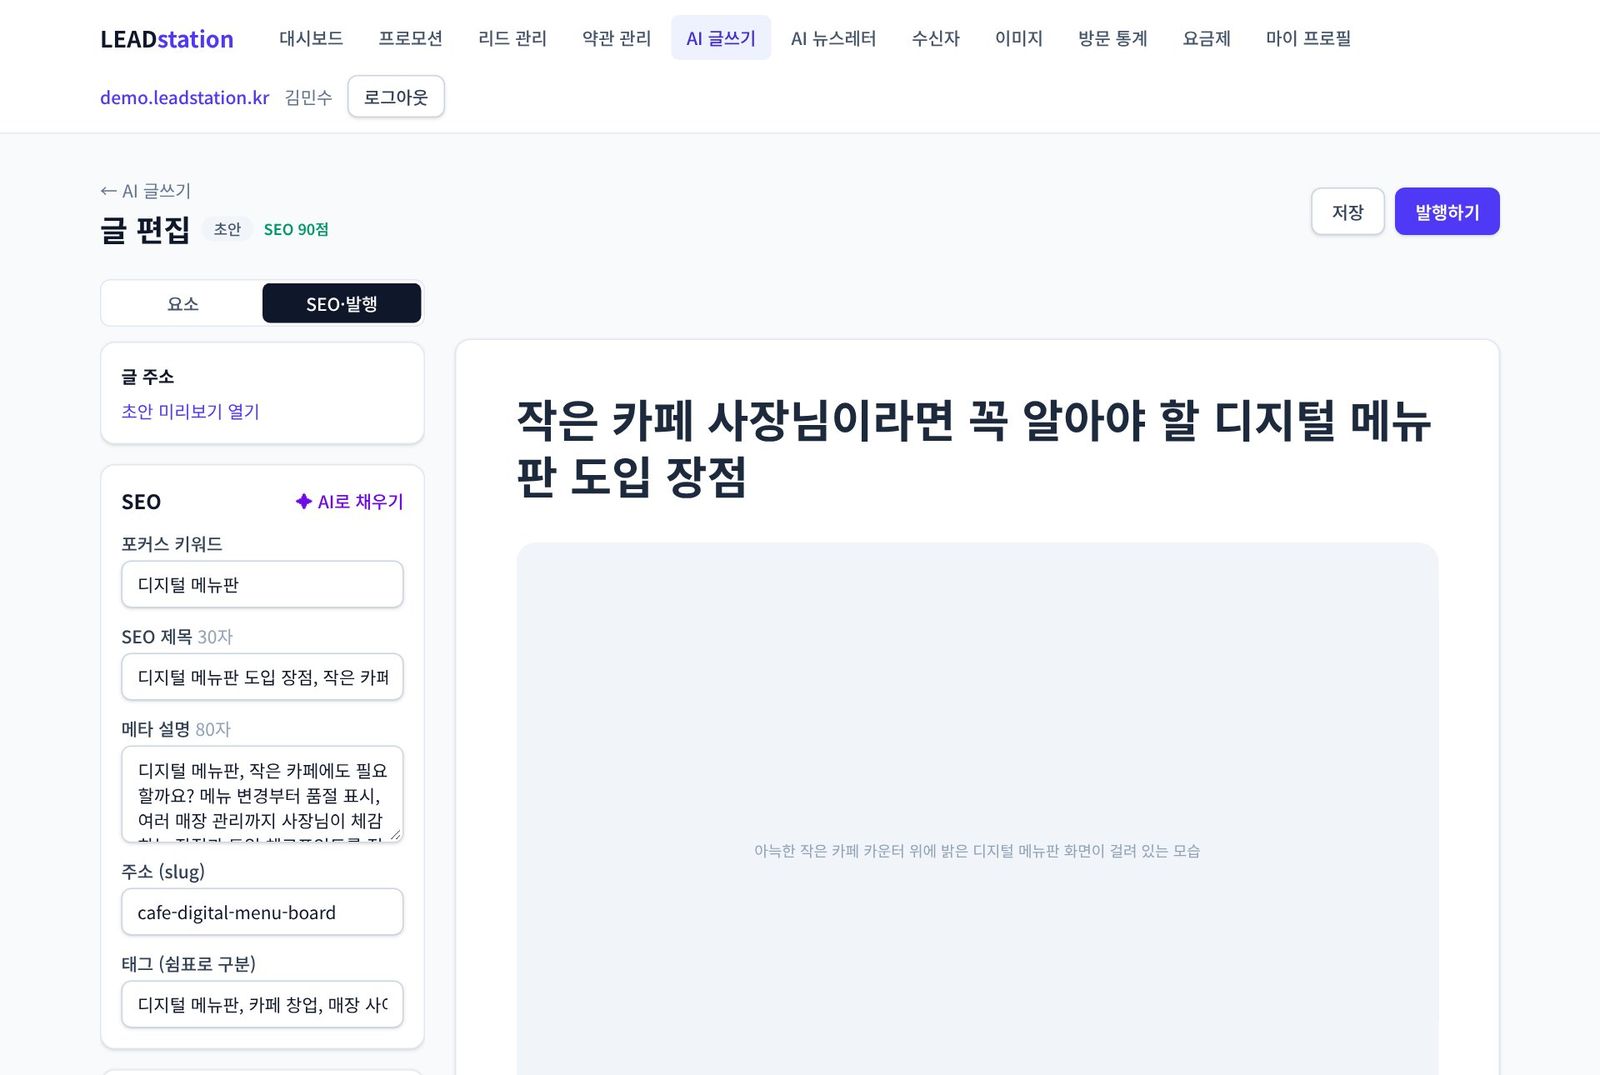 LEADstation
대시보드
프로모션
리드 관리
약관 관리
AI 글쓰기
AI 뉴스레터
수신자
이미지
방문 통계
요금제
마이 프로필
demo.leadstation.kr
김민수
로그아웃
← AI 글쓰기
글 편집
초안
SEO 90점
저장
발행하기
요소
SEO·발행
글 주소
초안 미리보기 열기
SEO
AI로 채우기
포커스 키워드
디지털 메뉴판
SEO 제목 30자
디지털 메뉴판 도입 장점, 작은 카페
메타 설명 80자
디지털 메뉴판, 작은 카페에도 필요
할까요? 메뉴 변경부터 품절 표시,
여러 매장 관리까지 사장님이 체감
주소 (slug)
cafe-digital-menu-board
태그 (쉼표로 구분)
디지털 메뉴판, 카페 창업, 매장
작은 카페 사장님이라면 꼭 알아야 할 디지털 메뉴
판 도입 장점
아늑한 작은 카페 카운터 위에 밝은 디지털 메뉴판 화면이 걸려 있는 모습